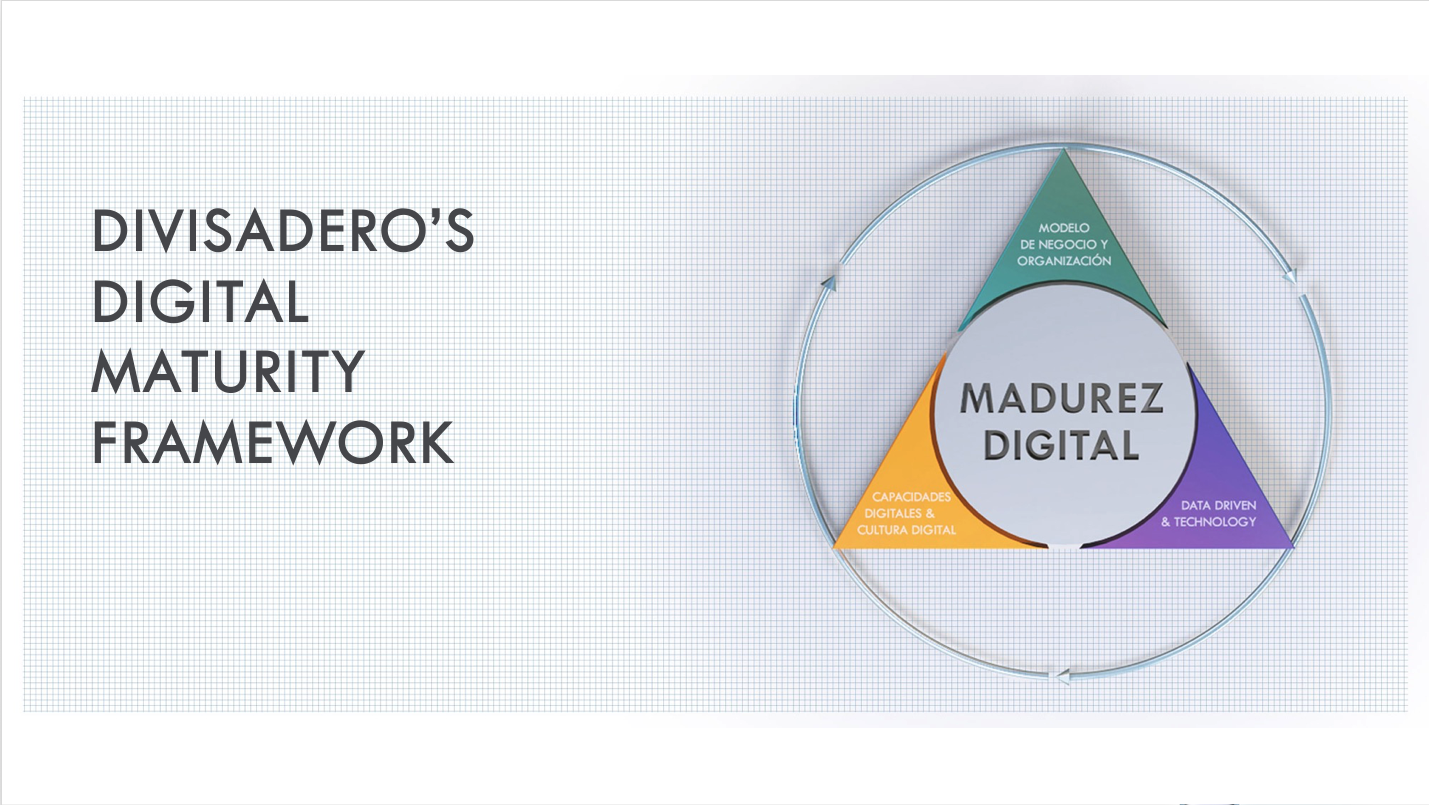 DIVISADERO’S
DIGITAL
MATURITY
FRAMEWORK
MODELO
DE NEGOCIO Y
ORGANIZACIÓN
MADUREZ
DIGITAL
CAPACIDADES
DIGITALES &
CULTURA DIGITAL
DATA DRIVEN
& TECHNOLOGY